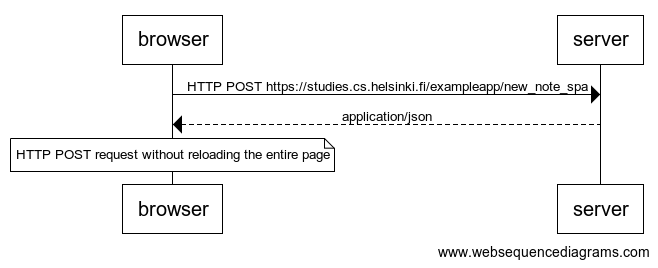 browser server
HTTP POST https://studies.cs.helsinki.fi/exampleapp/new_note_spa
application/json
HTTP POST request without reloading the entire page
browser server
www.websequencediagrams.com